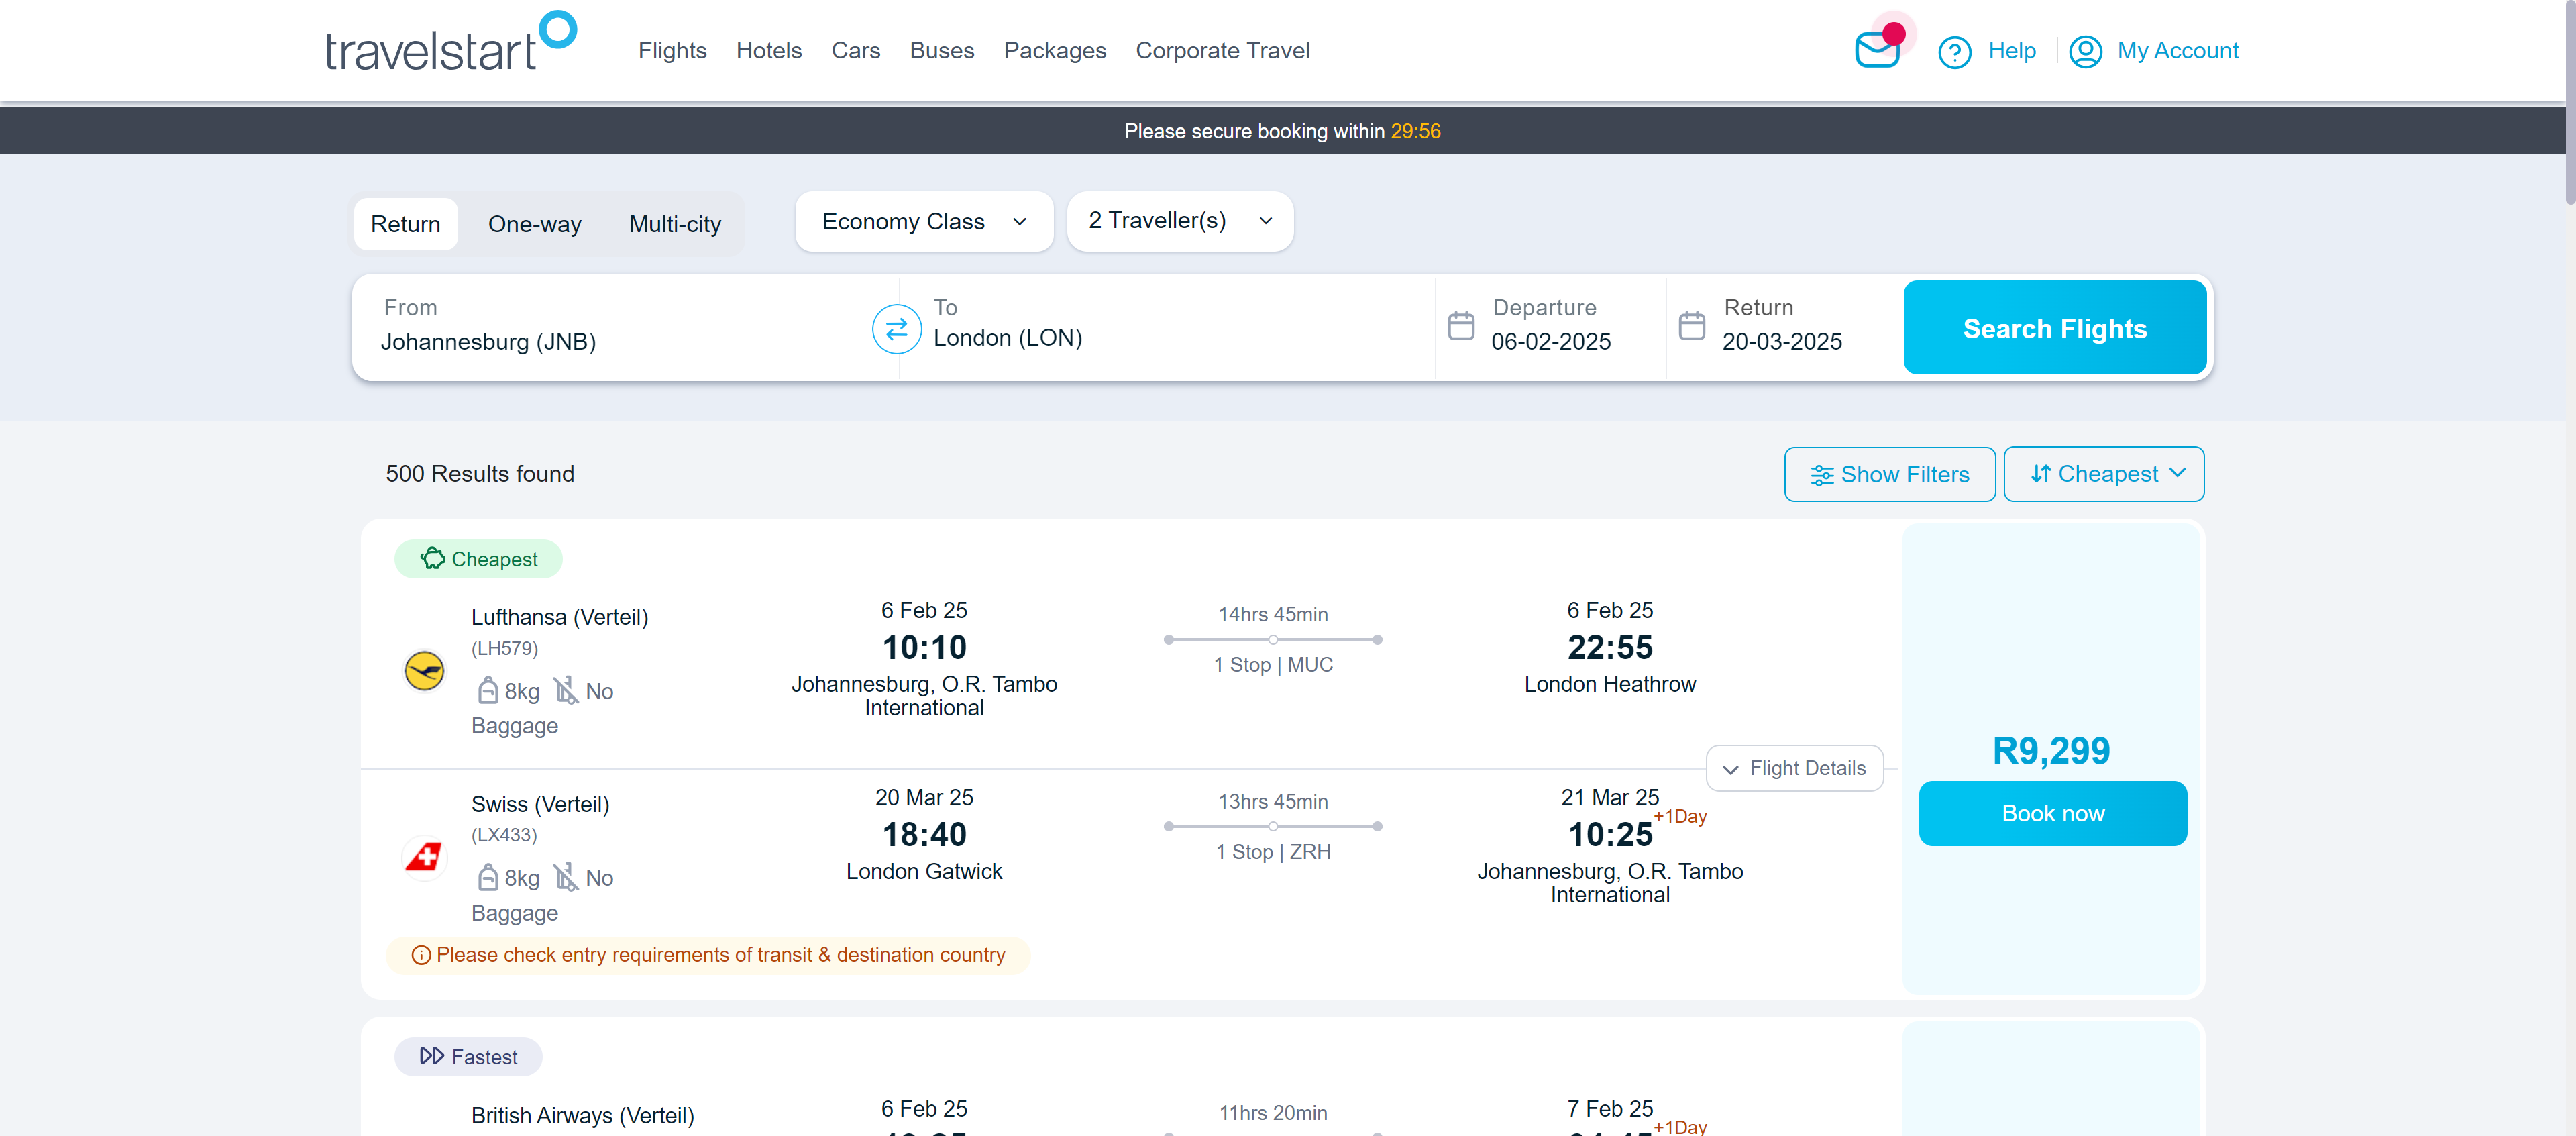 travelstart
Flights Hotels Cars Buses Packages Corporate Travel
Help My Account
Please secure booking within 29:56
Return One-way Multi-city Economy Class 2 Traveller(s)
From To Departure Return
Johannesburg (JNB) London (LON) 06-02-2025 20-03-2025
Search Flights
500 Results found
Show Filters Cheapest
Cheapest
Lufthansa (Verteil)
(LH579)
8kg No
Baggage
6 Feb 25
10:10
Johannesburg, O.R. Tambo
International
14hrs 45min
1 Stop | MUC
6 Feb 25
22:55
London Heathrow
Flight Details
R9,299
Book now
Swiss (Verteil)
(LX433)
8kg No
Baggage
20 Mar 25
18:40
London Gatwick
13hrs 45min
1 Stop | ZRH
21 Mar 25
10:25 +1Day
Johannesburg, O.R. Tambo
International
Please check entry requirements of transit & destination country
Fastest
British Airways (Verteil)
6 Feb 25
11hrs 20min
7 Feb 25
+1Day